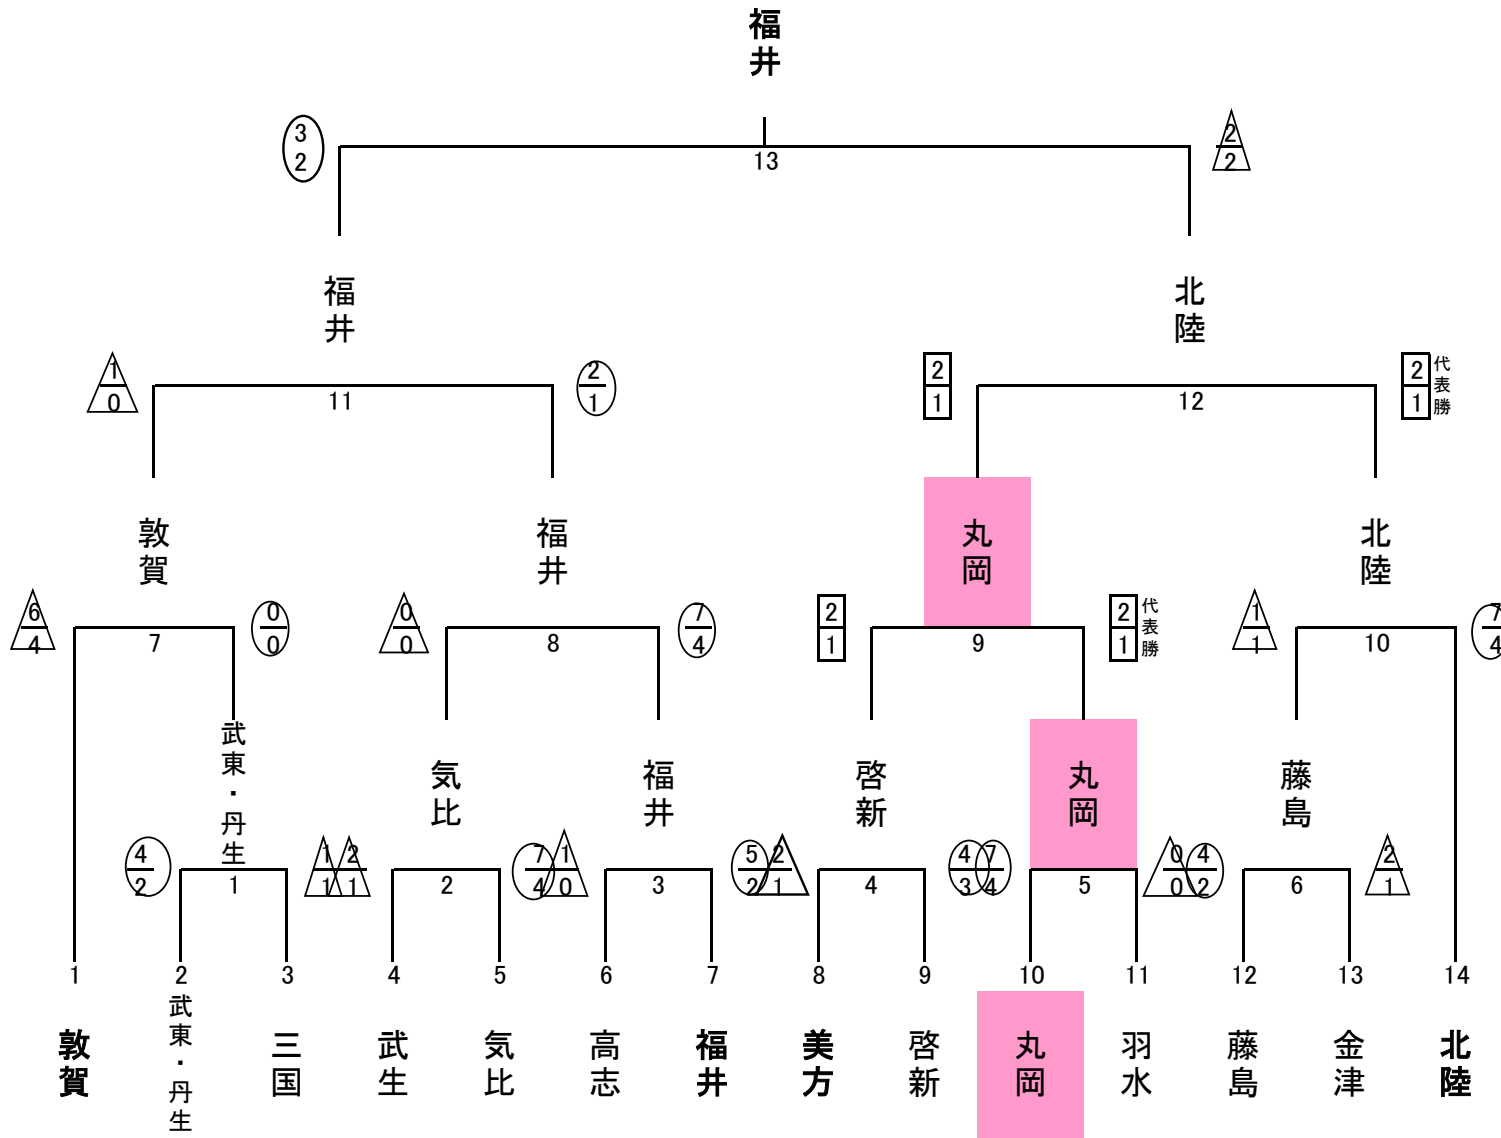 福井
3 2
2 2
13
福井
北陸
1 0
2 1
11
2 1
2 1 代表勝
12
敦賀
福井
丸岡
北陸
6 4
0 0
7
0 0
7 4
8
2 1
2 1 代表勝
9
1 1
7 4
10
武東・丹生
気比
福井
啓新
丸岡
藤島
4 2
1 1
1
2 1
7 4
2
1 0
5 2
3
2 1
4 3
4
7 4
0 0
5
4 2
2 1
6
1 2 3 4 5 6 7 8 9 10 11 12 13 14
敦賀
武東・丹生
三国
武生
気比
高志
福井
美方
啓新
丸岡
羽水
藤島
金津
北陸